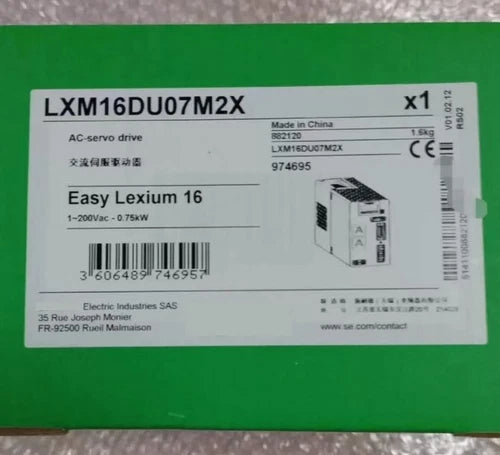 LXM16DU07M2X
x1
AC-servo drive
交流伺服驱动器
Made in China
882120
1.6kg
LXM16DU07M2X
974695
CE
V01.02.12
RS02
Easy Lexium 16
1~200Vac - 0.75kW
3 606489 746957
Electric Industries SAS
35 Rue Joseph Monier
FR-92500 Rueil Malmaison
www.se.com/contact